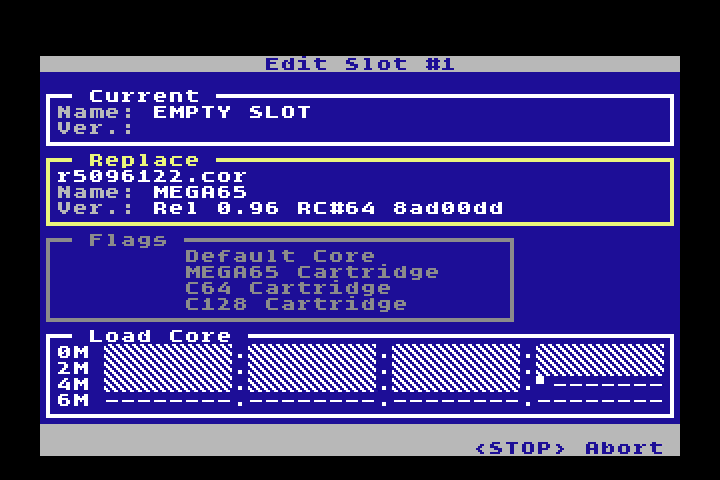 Edit Slot #1
Current
Name: EMPTY SLOT
Ver.:
Replace
r5096122.cor
Name: MEGA65
Ver.: Rel 0.96 RC#64 8ad00dd
Flags
Default Core
MEGA65 Cartridge
C64 Cartridge
C128 Cartridge
Load Core
0M
2M
4M
6M
<STOP> Abort